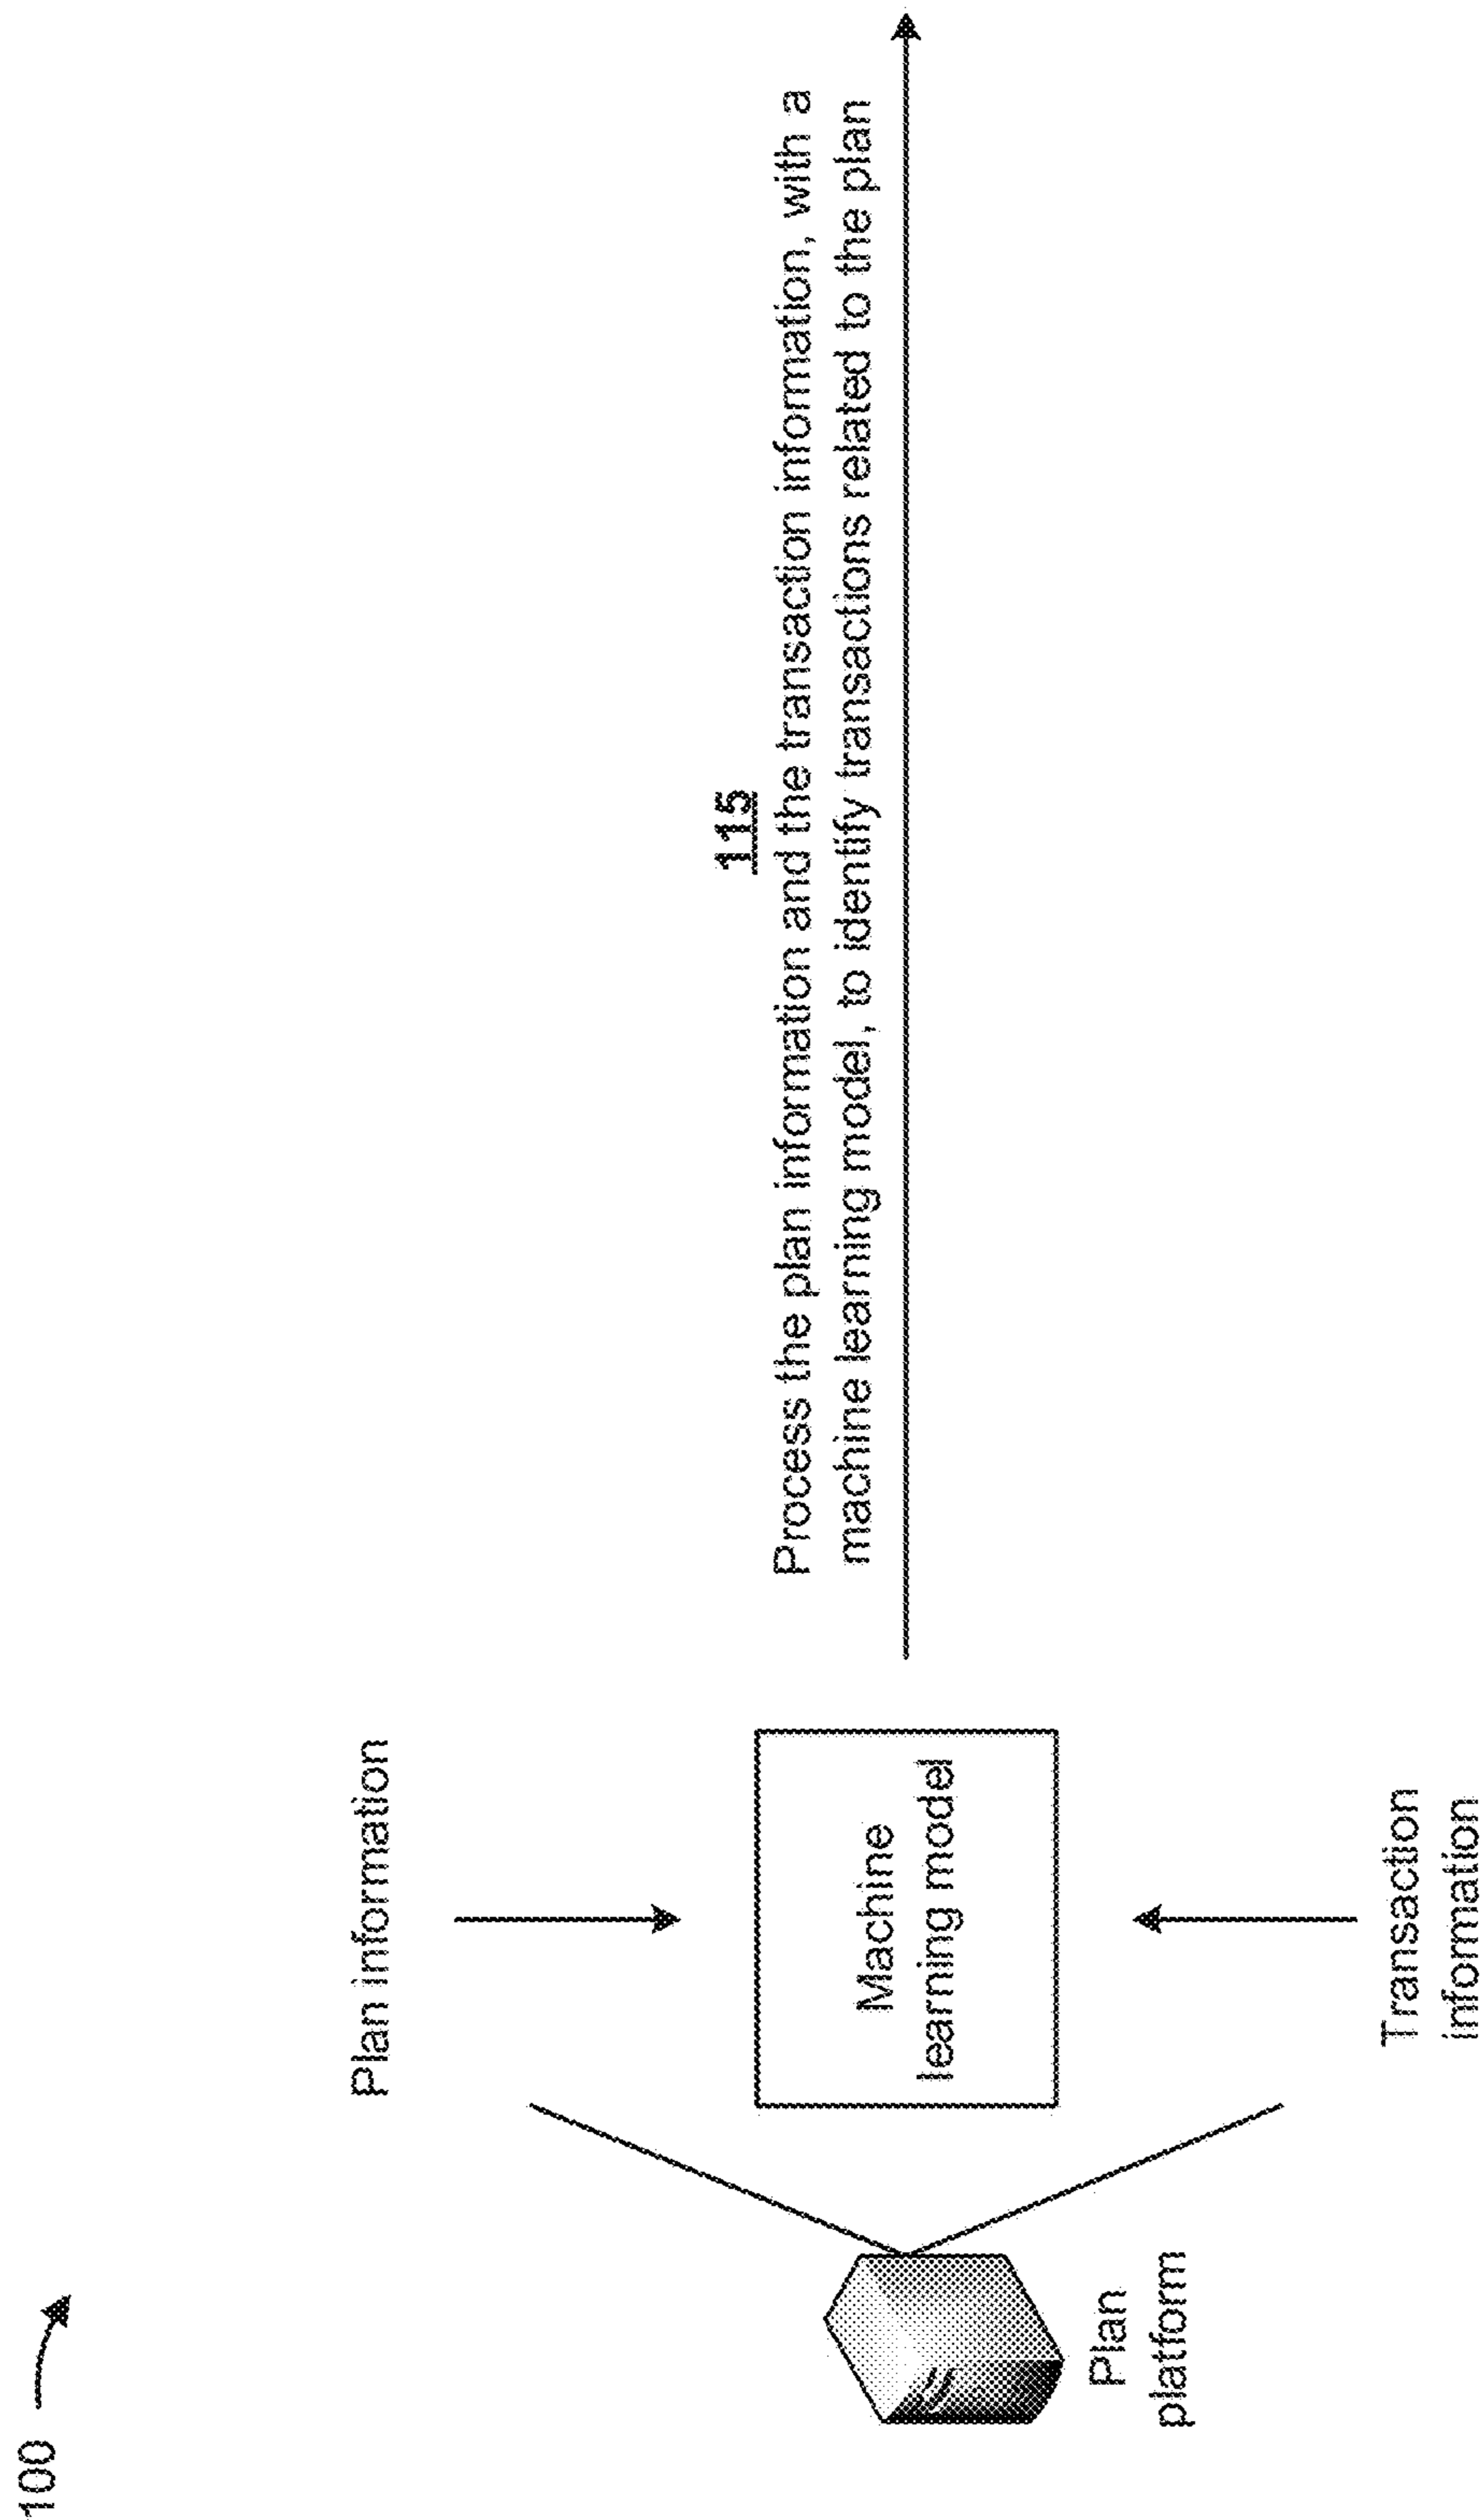 100
Plan information
115
Process the plan information and the transaction information, with a
machine learning model, to identify transactions related to the plan
Machine
learning model
Plan
platform
Transaction
information